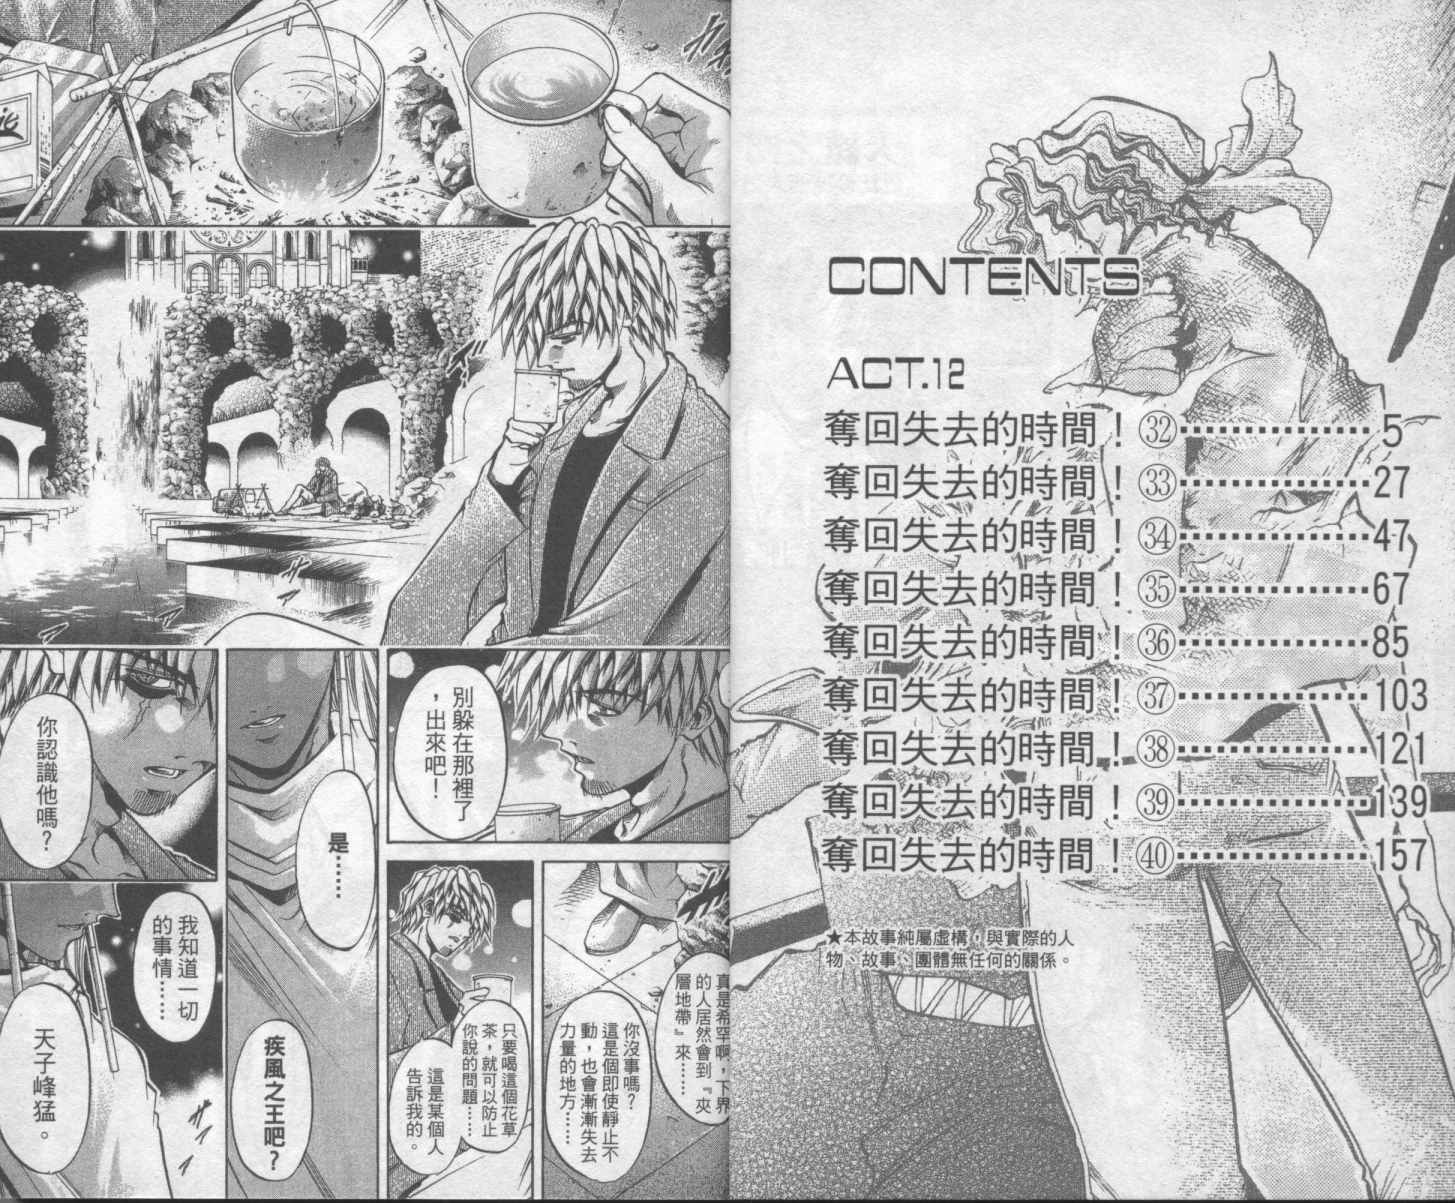 CONTENTS
ACT.12
奪回失去的時間！㉜ 5
奪回失去的時間！㉝ 27
奪回失去的時間！㉞ 47
奪回失去的時間！㉟ 67
奪回失去的時間！㊱ 85
奪回失去的時間！㊲ 103
奪回失去的時間！㊳ 121
奪回失去的時間！㊴ 139
奪回失去的時間！㊵ 157
★本故事純屬虛構，與實際的人
物、故事、團體無任何的關係。
別躲在那裡了
，出來吧！
真是希罕啊，下界
的人居然會到『夾
層地帶』來……
你沒事嗎？
這是個即使靜止不
動，也會漸漸失去
力量的地方……
只要喝這個花草
茶，就可以防止
你說的問題……
這是某個人
告訴我的。
是……
疾風之王吧？
你認識他嗎？
我知道一切
的事情……
天子峰猛。